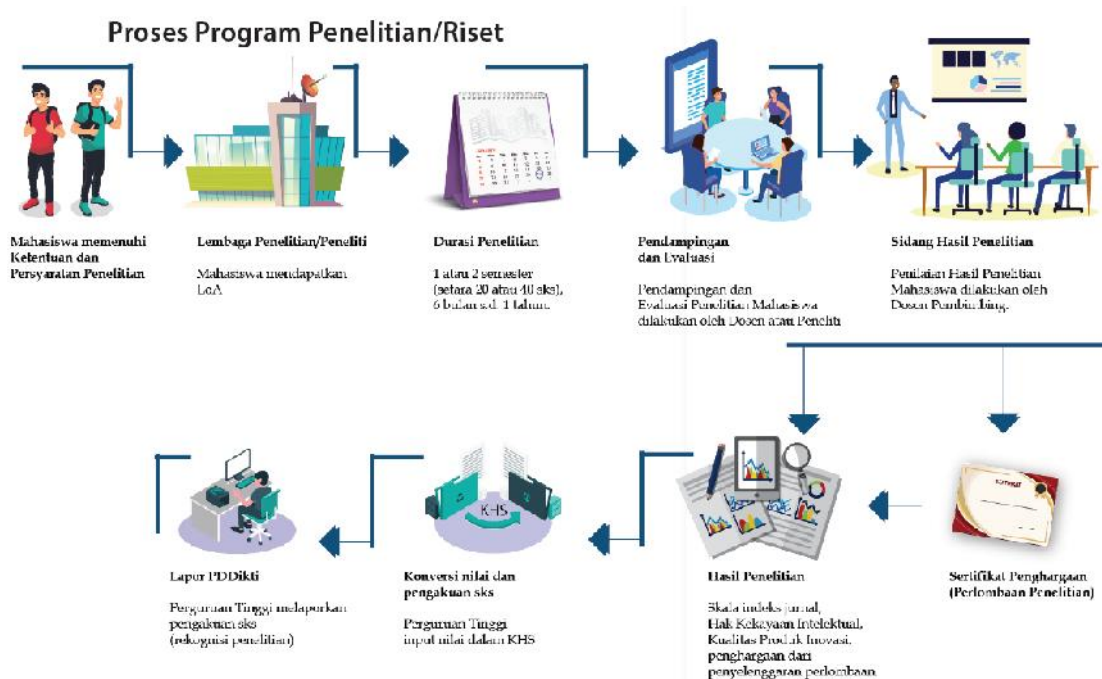 Proses Program Penelitian/Riset
Mahasiswa memenuhi
Ketentuan dan
Persyaratan Penelitian
Lembaga Penelitian/Peneliti
Mahasiswa mendapatkan
LoA
Durasi Penelitian
1 atau 2 semester
(setara 20 atau 40 sks),
6 bulan s.d. 1 tahun.
Pendampingan
dan Evaluasi
Pendampingan dan
Evaluasi Penelitian Mahasiswa
dilakukan oleh Dosen atau Peneliti
Sidang Hasil Penelitian
Penilaian Hasil Penelitian
Mahasiswa dilakukan oleh
Dosen Pembimbing.
KHS
Lapor PDDikti
Perguruan Tinggi melaporkan
pengakuan sks
(rekognisi penelitian)
Konversi nilai dan
pengakuan sks
Perguruan Tinggi
input nilai dalam KHS
Hasil Penelitian
Skala indeks jurnal,
Hak Kekayaan Intelektual,
Kualitas Produk Inovasi,
penghargaan dari
penyelenggaran perlombaan
Sertifikat Penghargaan
(Perlombaan Penelitian)